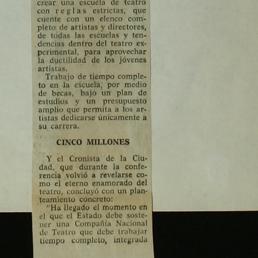 crear una escuela de teatro
con reglas estrictas, que
cuente con un elenco comple-
to de artistas y directores,
de todas las escuelas y ten-
dencias dentro del teatro ex-
perimental, para aprovechar
la ductilidad de los jóvenes
artistas.
Trabajo de tiempo comple-
to en la escuela, por medio
de becas, bajo un plan de
estudios y un presupuesto
amplio que permita a los ar-
tistas dedicarse únicamente a
su carrera.
CINCO MILLONES
Y el Cronista de la Ciu-
dad, que durante la confe-
rencia volvió a revelarse como
el eterno enamorado del
teatro, concluyó con un plan-
teamiento concreto:
"Ha llegado el momento en
el que el Estado debe soste-
ner una Compañía Nacional
de Teatro que debe trabajar
tiempo completo, integrada